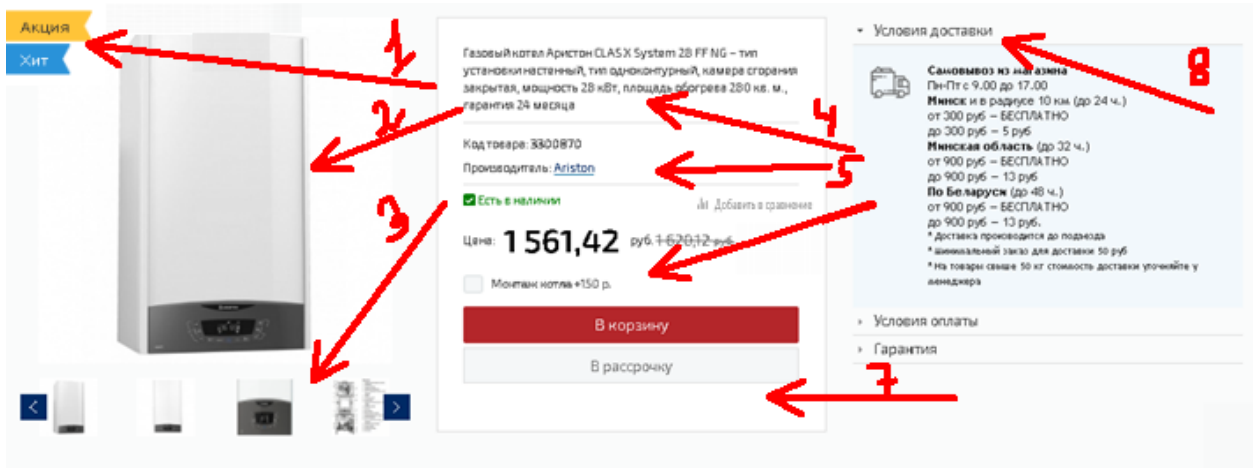 Акция
Хит
1
2
3
Газовый котел Аристон CLAS X System 28 FF NG – тип
установки настенный, тип одноконтурный, камера сгорания
закрытая, мощность 28 кВт, площадь обогрева 280 кв. м.,
гарантия 24 месяца
4
Код товара: 3300870
Производитель: Ariston
5
Есть в наличии
Добавить в сравнение
Цена: 1 561,42 руб. 1 620,12 руб.
Монтаж котла +150 р.
В корзину
В рассрочку
7
Условия доставки
8
Самовывоз из магазина
Пн-Пт с 9.00 до 17.00
Минск и в радиусе 10 км (до 24 ч.)
от 300 руб – БЕСПЛАТНО
до 300 руб – 5 руб
Минская область (до 32 ч.)
от 900 руб – БЕСПЛАТНО
до 900 руб – 13 руб
По Беларуси (до 48 ч.)
от 900 руб – БЕСПЛАТНО
до 900 руб – 13 руб.
* Доставка производится до подъезда
* минимальный заказ для доставки 50 руб
* На товары свыше 50 кг стоимость доставки уточняйте у
менеджера
Условия оплаты
Гарантия